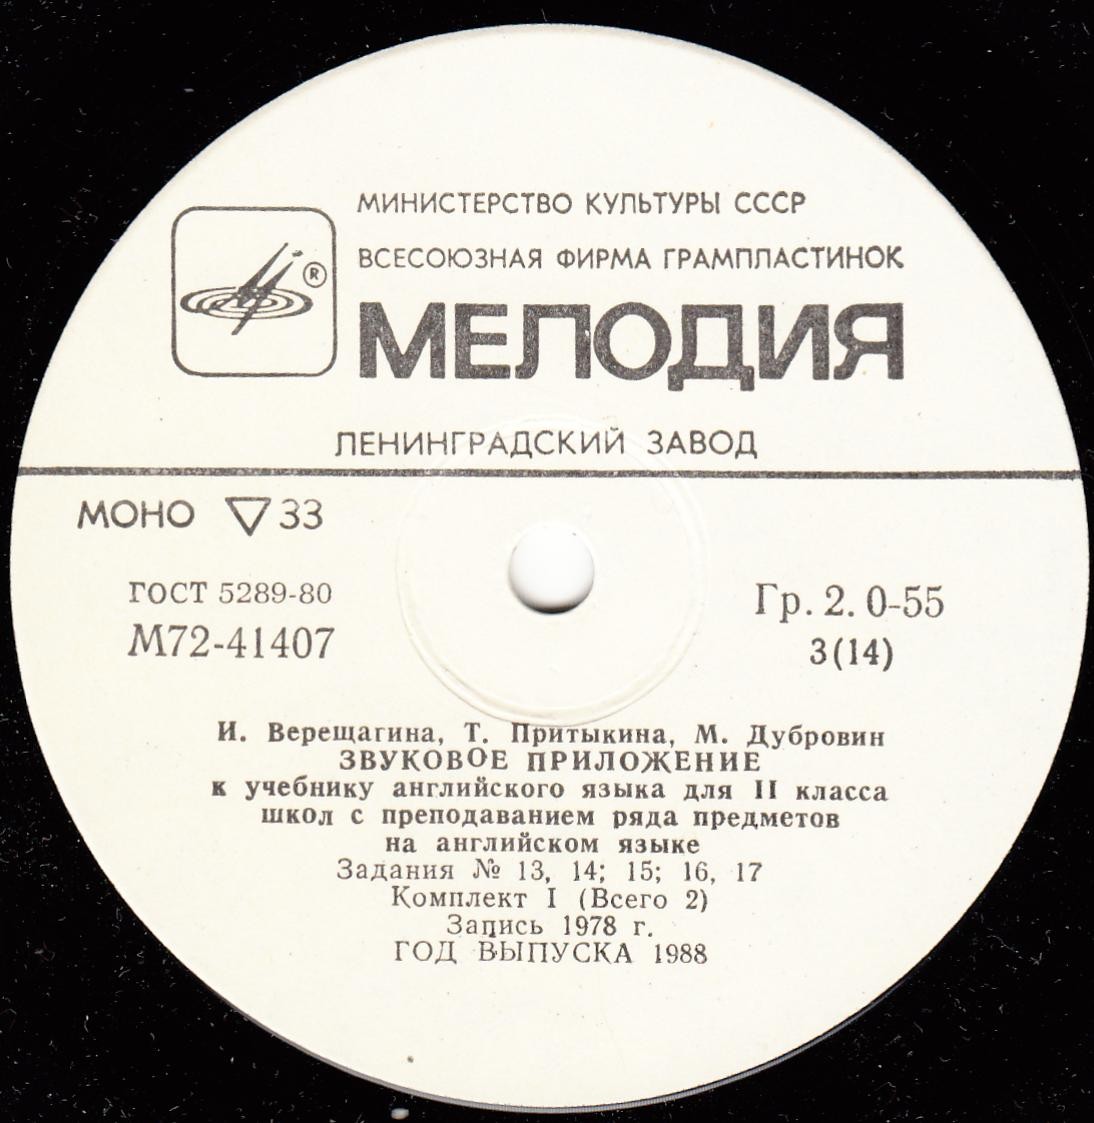 МИНИСТЕРСТВО КУЛЬТУРЫ СССР
ВСЕСОЮЗНАЯ ФИРМА ГРАМПЛАСТИНОК
®
МЕЛОДИЯ
ЛЕНИНГРАДСКИЙ ЗАВОД
МОНО ▽ 33
ГОСТ 5289-80
М72-41407
Гр. 2. 0-55
3(14)
И. Верещагина, Т. Притыкина, М. Дубровин
ЗВУКОВОЕ ПРИЛОЖЕНИЕ
к учебнику английского языка для II класса
школ с преподаванием ряда предметов
на английском языке
Задания № 13, 14; 15; 16, 17
Комплект I (Всего 2)
Запись 1978 г.
ГОД ВЫПУСКА 1988